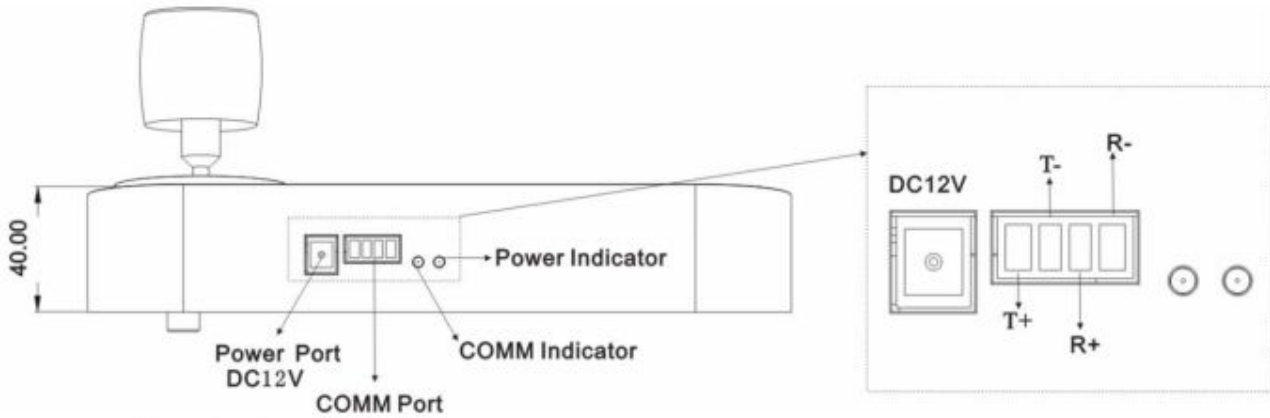 40.00
Power Indicator
COMM Indicator
Power Port
DC12V
COMM Port
DC12V
T-
R-
T+
R+